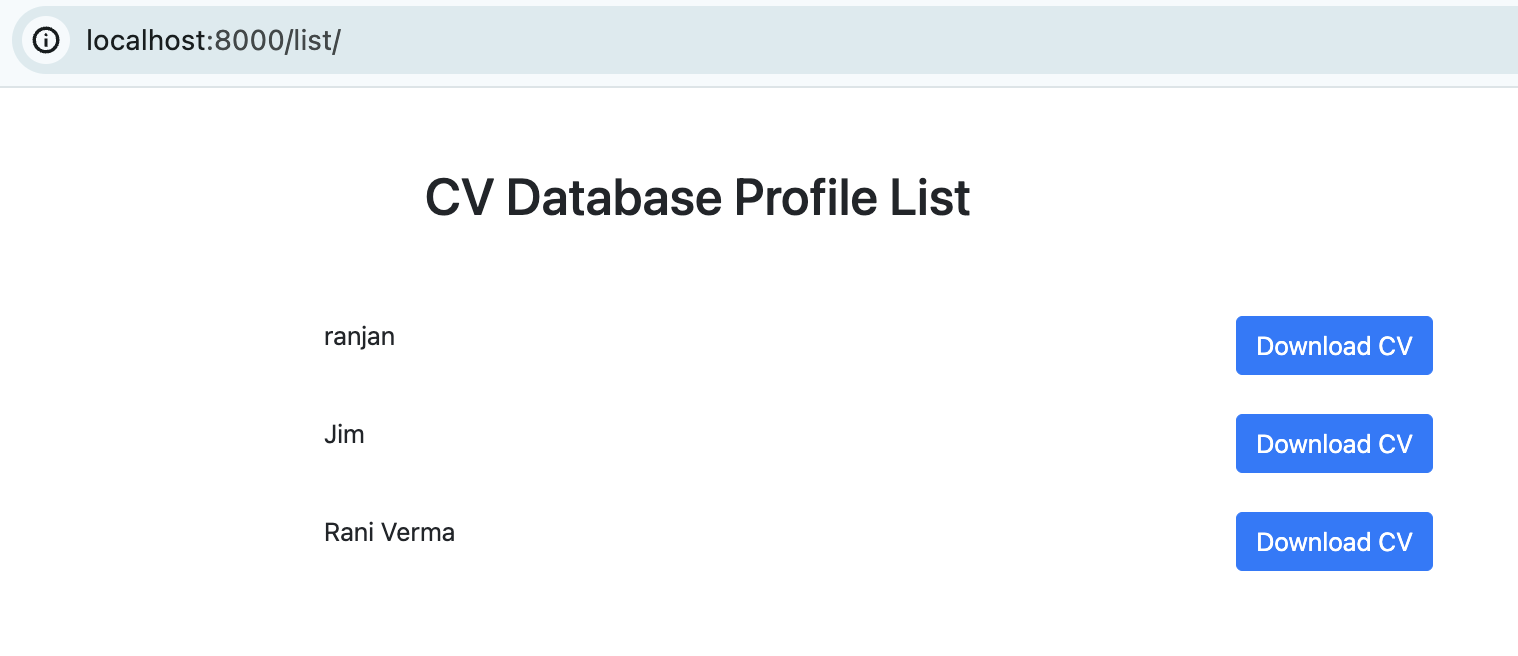 localhost:8000/list/
CV Database Profile List
ranjan
Download CV
Jim
Download CV
Rani Verma
Download CV